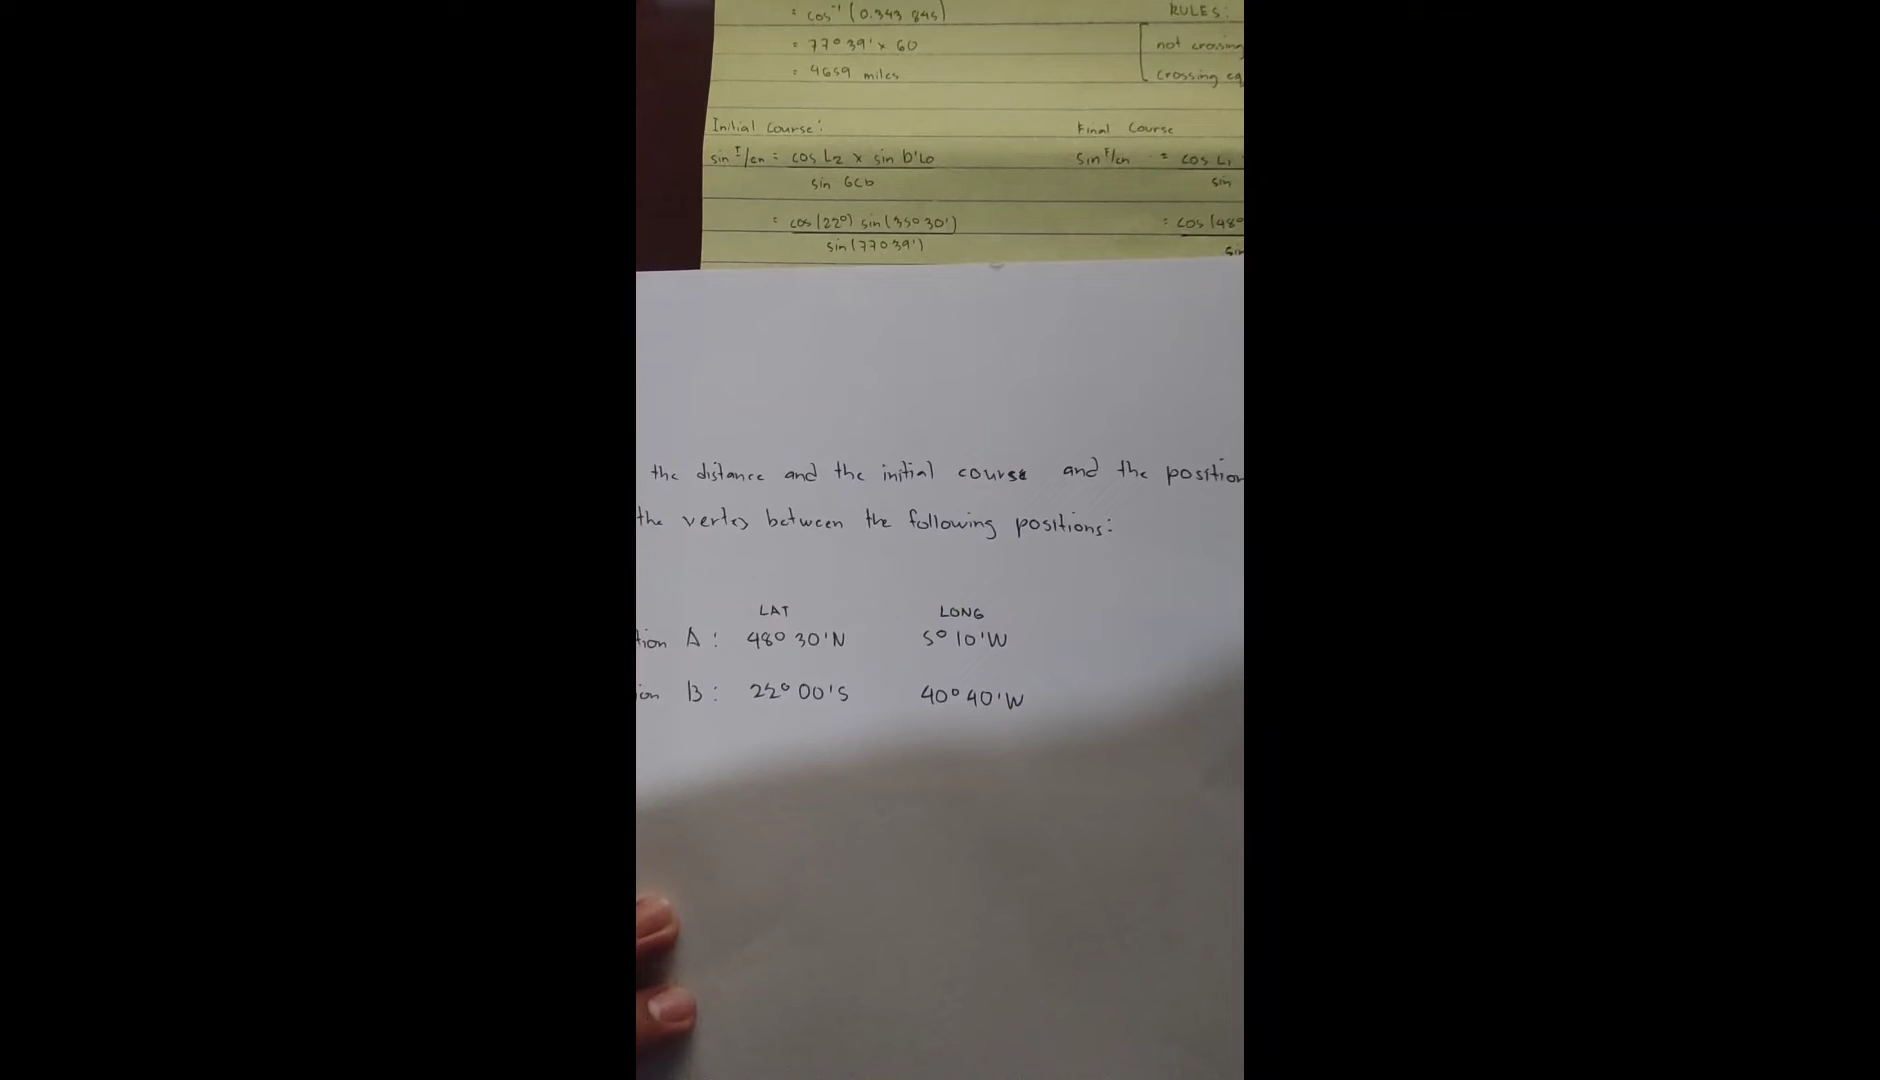 = cos⁻¹ (0.343 845)
= 77° 39' x 60
= 4659 miles
RULES:
not crossing
crossing eq
Initial Course:
sin I/cn = cos L2 x sin D'Lo
sin GCD
= cos(22°) sin(35° 30')
sin(77° 39')
Final Course
sin F/cn = cos L1
sin
= cos (48°
sin
the distance and the initial course and the position
the vertex between the following positions:
LAT LONG
tion A: 48° 30'N 5° 10'W
ion B: 22° 00'S 40° 40'W